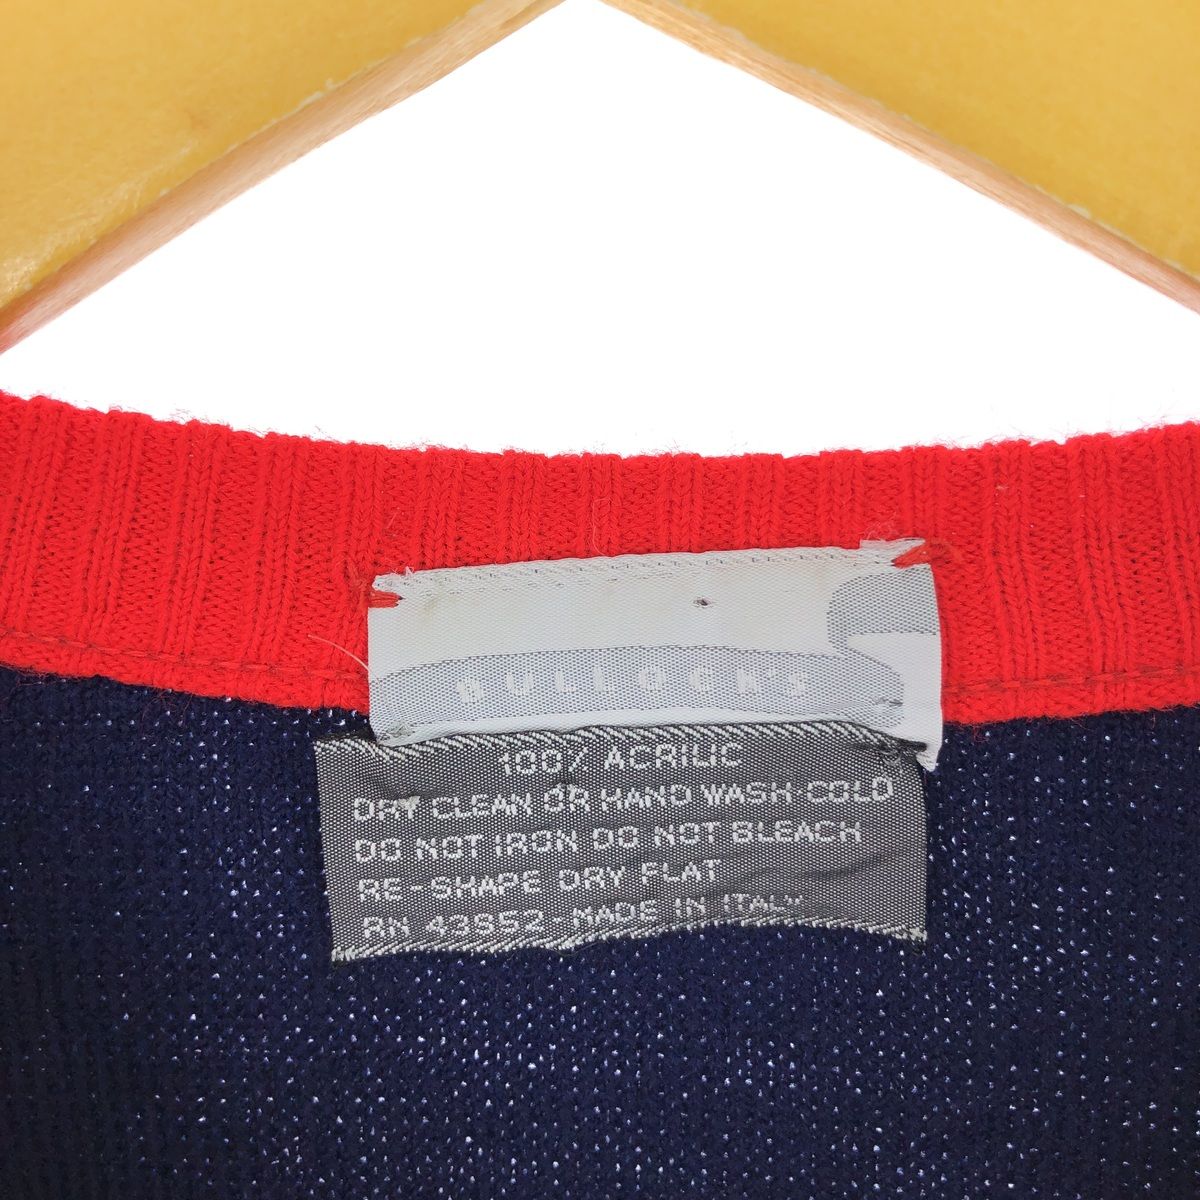 BULLOCKS
100% ACRILIC
DRY CLEAN OR HAND WASH COLD
DO NOT IRON DO NOT BLEACH
RE-SHAPE DRY FLAT
RN 43952-MADE IN ITALY